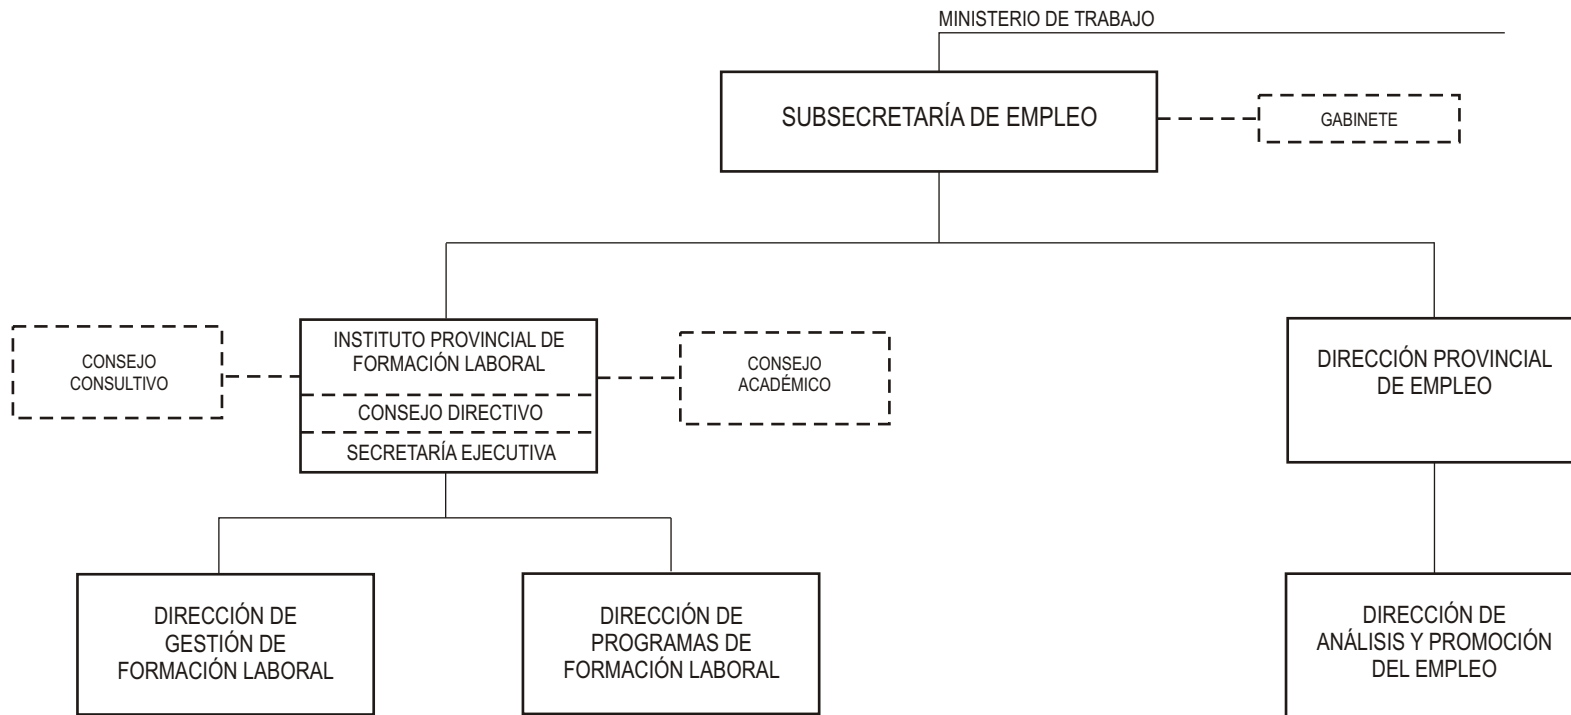 MINISTERIO DE TRABAJO
SUBSECRETARÍA DE EMPLEO
GABINETE
CONSEJO
CONSULTIVO
INSTITUTO PROVINCIAL DE
FORMACIÓN LABORAL
CONSEJO DIRECTIVO
SECRETARÍA EJECUTIVA
CONSEJO
ACADÉMICO
DIRECCIÓN PROVINCIAL
DE EMPLEO
DIRECCIÓN DE
GESTIÓN DE
FORMACIÓN LABORAL
DIRECCIÓN DE
PROGRAMAS DE
FORMACIÓN LABORAL
DIRECCIÓN DE
ANÁLISIS Y PROMOCIÓN
DEL EMPLEO